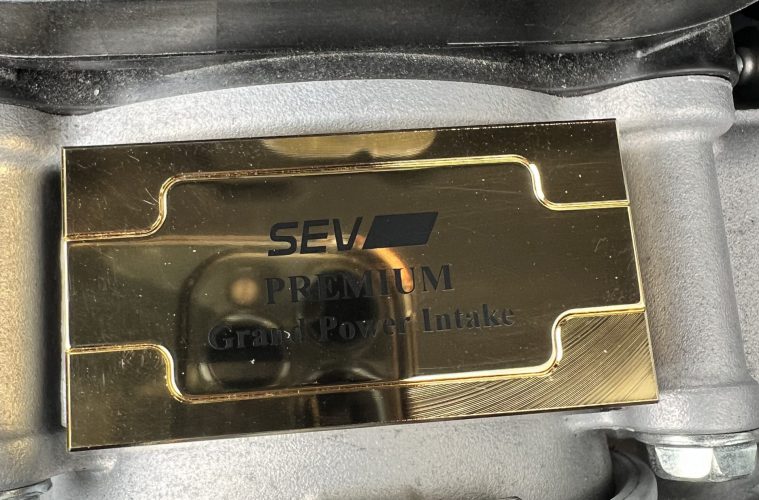 SEV
PREMIUM
Grand Power Intake